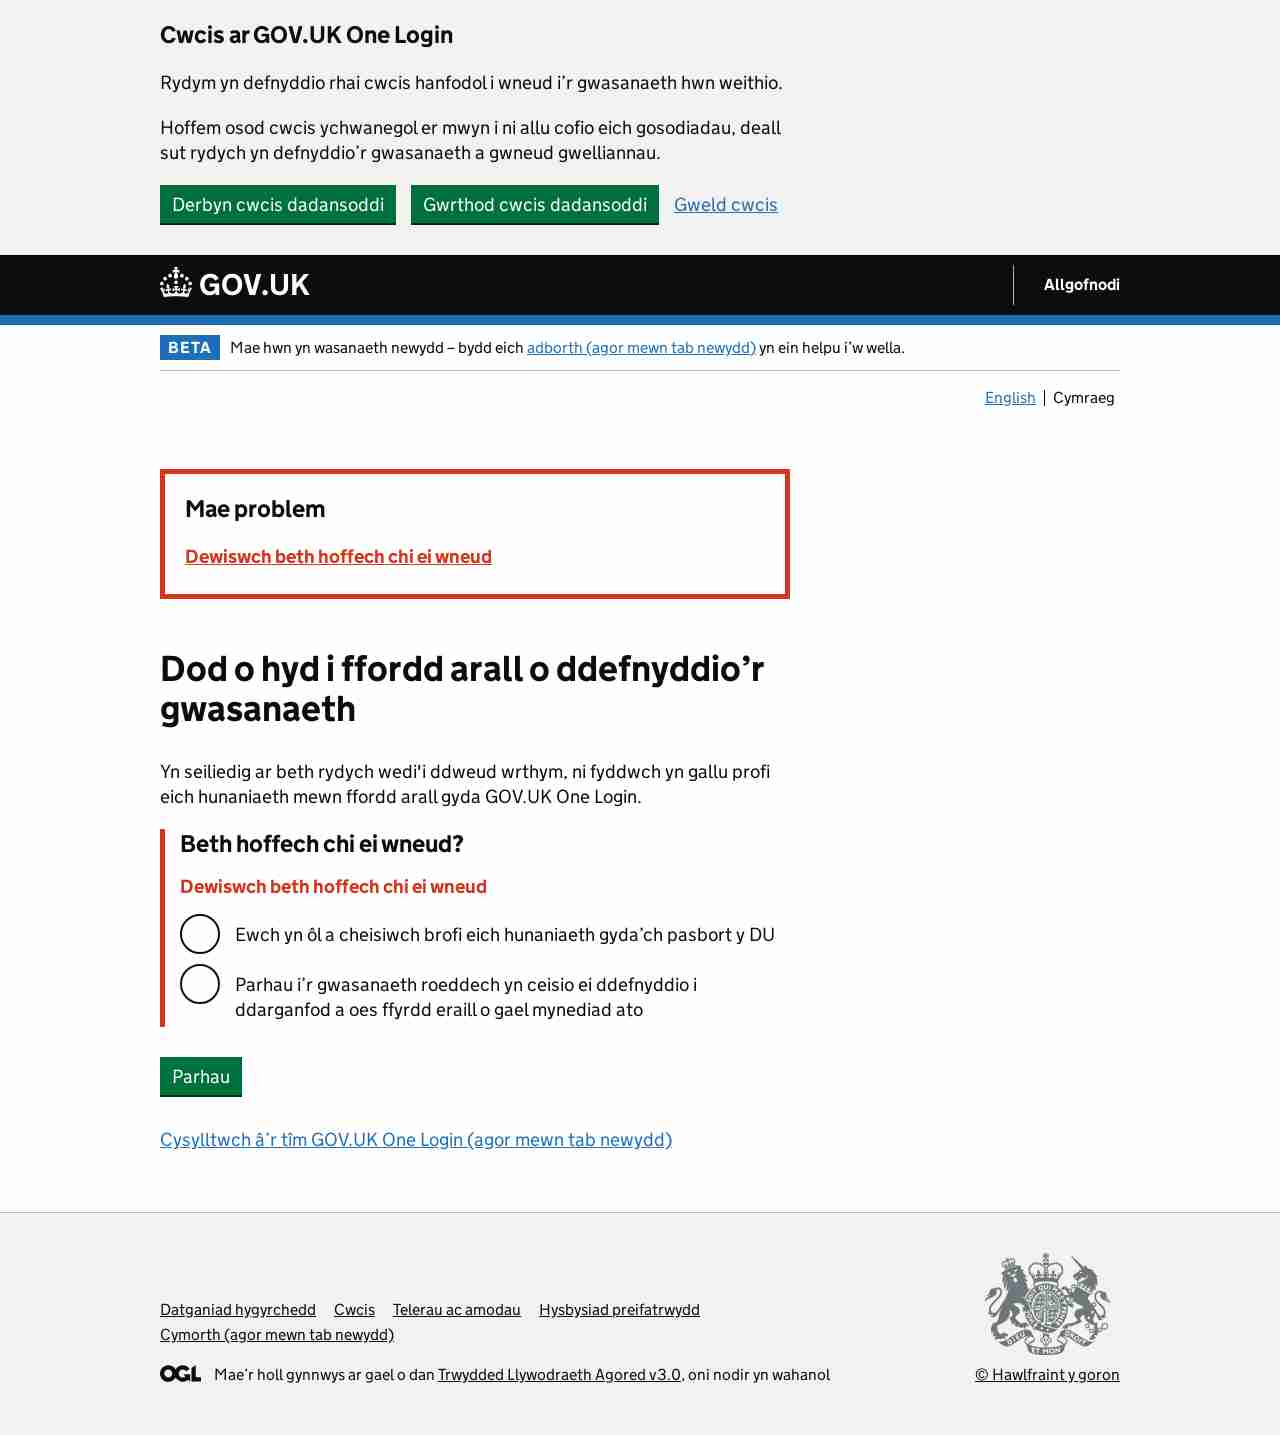 Cwcis ar GOV.UK One Login
Rydym yn defnyddio rhai cwcis hanfodol i wneud i’r gwasanaeth hwn weithio.
Hoffem osod cwcis ychwanegol er mwyn i ni allu cofio eich gosodiadau, deall
sut rydych yn defnyddio’r gwasanaeth a gwneud gwelliannau.
Derbyn cwcis dadansoddi Gwrthod cwcis dadansoddi Gweld cwcis
GOV.UK Allgofnodi
BETA Mae hwn yn wasanaeth newydd – bydd eich adborth (agor mewn tab newydd) yn ein helpu i’w wella.
English Cymraeg
Mae problem
Dewiswch beth hoffech chi ei wneud
Dod o hyd i ffordd arall o ddefnyddio’r
gwasanaeth
Yn seiliedig ar beth rydych wedi'i ddweud wrthym, ni fyddwch yn gallu profi
eich hunaniaeth mewn ffordd arall gyda GOV.UK One Login.
Beth hoffech chi ei wneud?
Dewiswch beth hoffech chi ei wneud
Ewch yn ôl a cheisiwch brofi eich hunaniaeth gyda’ch pasbort y DU
Parhau i’r gwasanaeth roeddech yn ceisio ei ddefnyddio i
ddarganfod a oes ffyrdd eraill o gael mynediad ato
Parhau
Cysylltwch â’r tîm GOV.UK One Login (agor mewn tab newydd)
Datganiad hygyrchedd Cwcis Telerau ac amodau Hysbysiad preifatrwydd
Cymorth (agor mewn tab newydd)
OGL Mae’r holl gynnwys ar gael o dan Trwydded Llywodraeth Agored v3.0, oni nodir yn wahanol
© Hawlfraint y goron